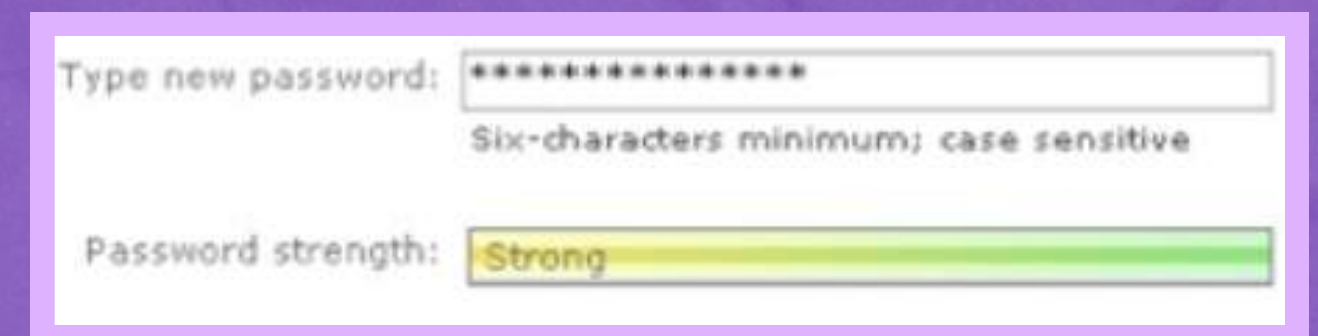 Type new password: ***************
Six-characters minimum; case sensitive
Password strength: Strong